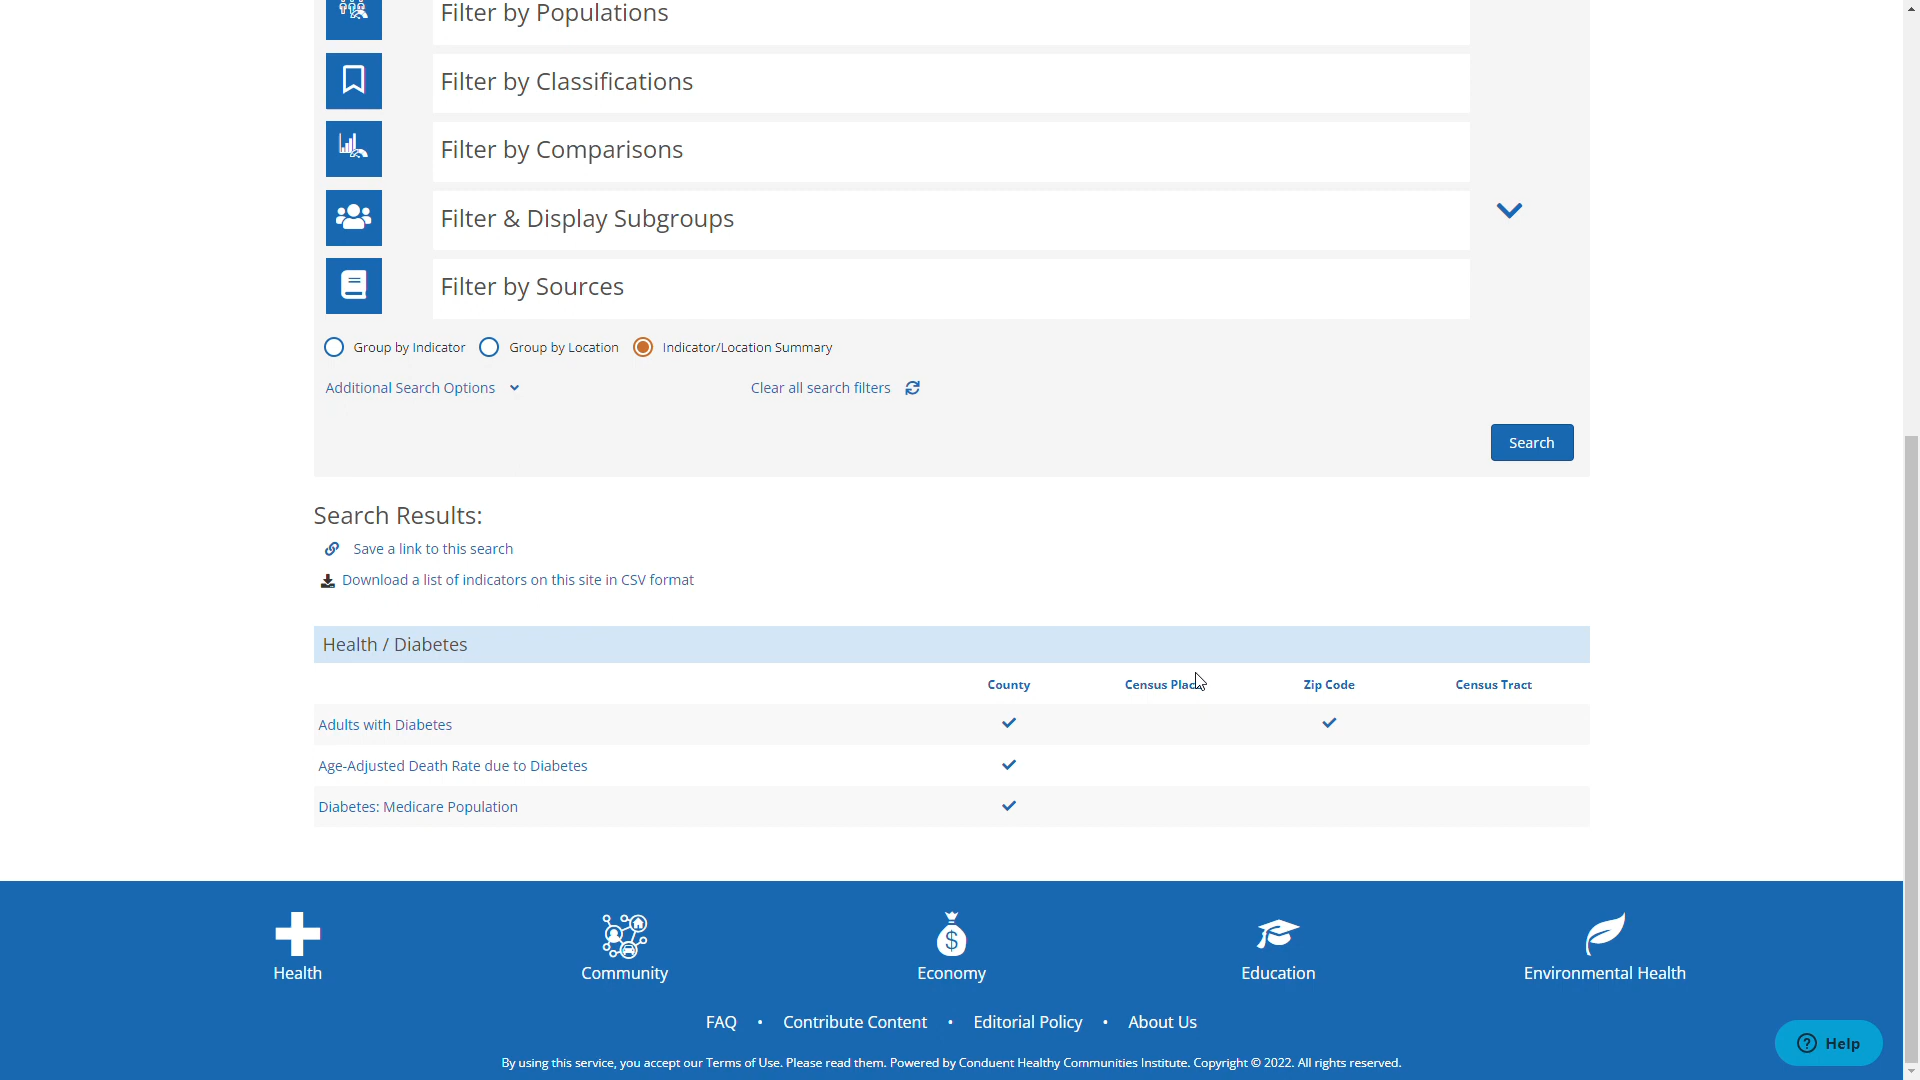 Filter by Populations
Filter by Classifications
Filter by Comparisons
Filter & Display Subgroups
Filter by Sources
Group by Indicator Group by Location Indicator/Location Summary
Additional Search Options Clear all search filters
Search
Search Results:
Save a link to this search
Download a list of indicators on this site in CSV format
Health / Diabetes
County Census Place Zip Code Census Tract
Adults with Diabetes
Age-Adjusted Death Rate due to Diabetes
Diabetes: Medicare Population
Health Community Economy Education Environmental Health
FAQ • Contribute Content • Editorial Policy • About Us
Help
By using this service, you accept our Terms of Use. Please read them. Powered by Conduent Healthy Communities Institute. Copyright © 2022. All rights reserved.